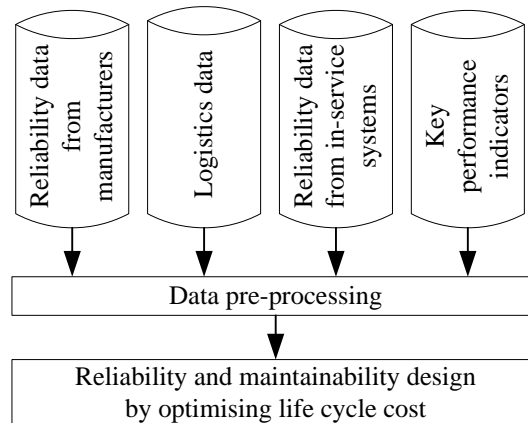 Reliability data
from
manufacturers
Logistics data
Reliability data
from in-service
systems
Key
performance
indicators
Data pre-processing
Reliability and maintainability design
by optimising life cycle cost